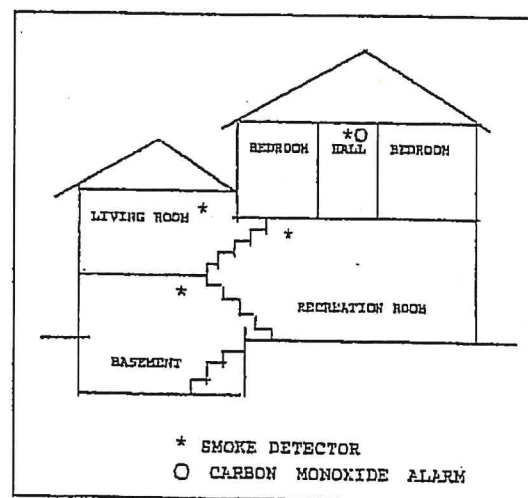 BEDROOM HALL BEDROOM
LIVING ROOM
RECREATION ROOM
BASEMENT
* SMOKE DETECTOR
O CARBON MONOXIDE ALARM